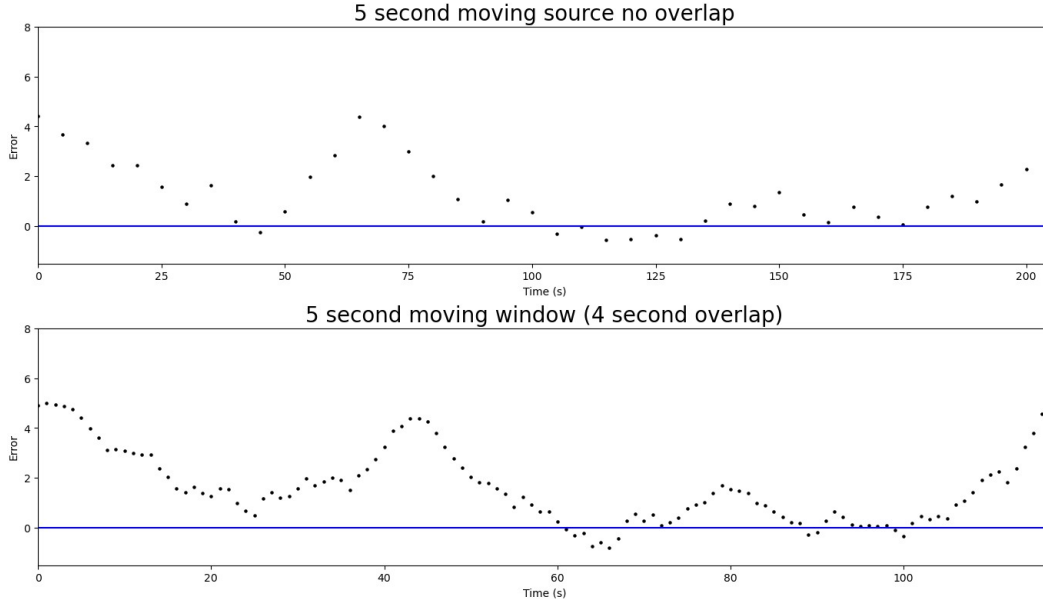 5 second moving source no overlap
8
6
4
2
0
Error
0 25 50 75 100 125 150 175 200
Time (s)
5 second moving window (4 second overlap)
8
6
4
2
0
Error
0 20 40 60 80 100
Time (s)